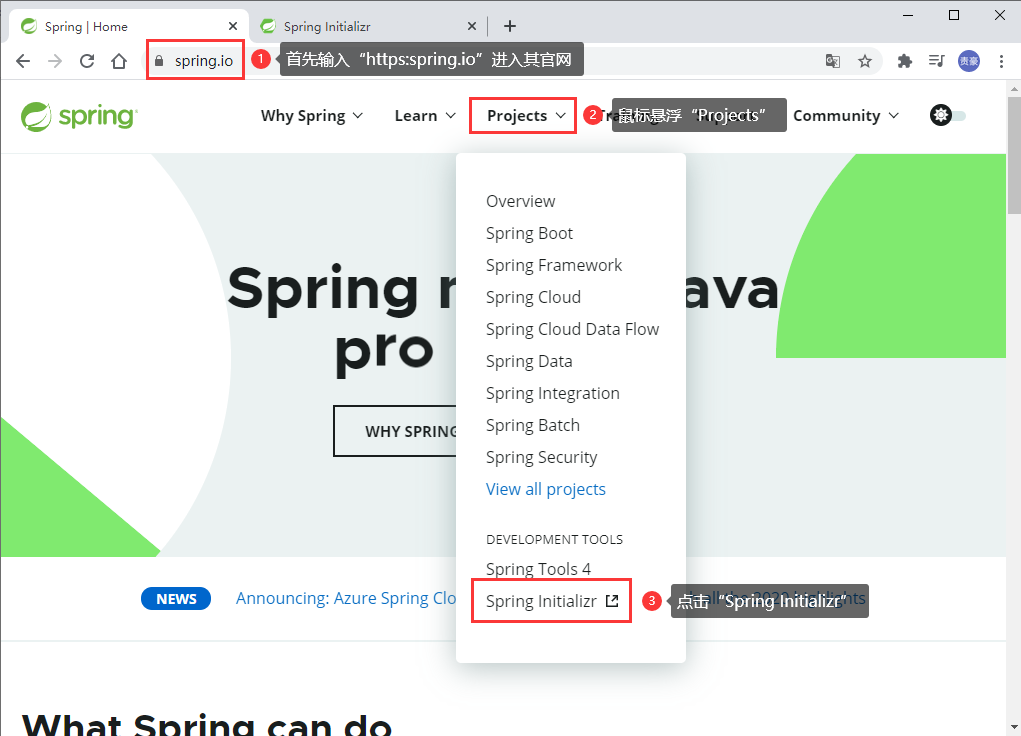 Spring | Home
Spring Initializr
spring.io
1 首先输入“https:spring.io”进入其官网
责豪
spring
Why Spring
Learn
Projects
2 鼠标悬浮“Projects”
Community
Overview
Spring Boot
Spring Framework
Spring Cloud
Spring Cloud Data Flow
Spring Data
Spring Integration
Spring Batch
Spring Security
View all projects
DEVELOPMENT TOOLS
Spring Tools 4
Spring Initializr
3 点击“Spring Initializr”
Spring
ava
pro
WHY SPRING
NEWS
Announcing: Azure Spring Clo
What Spring can do